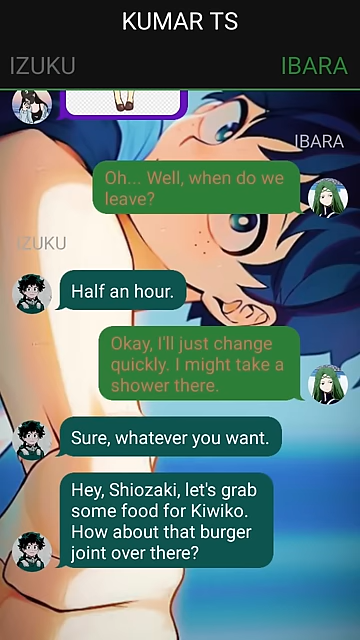 KUMAR TS
IZUKU IBARA
IBARA
Oh... Well, when do we
leave?
IZUKU
Half an hour.
Okay, I'll just change
quickly. I might take a
shower there.
Sure, whatever you want.
Hey, Shiozaki, let's grab
some food for Kiwiko.
How about that burger
joint over there?